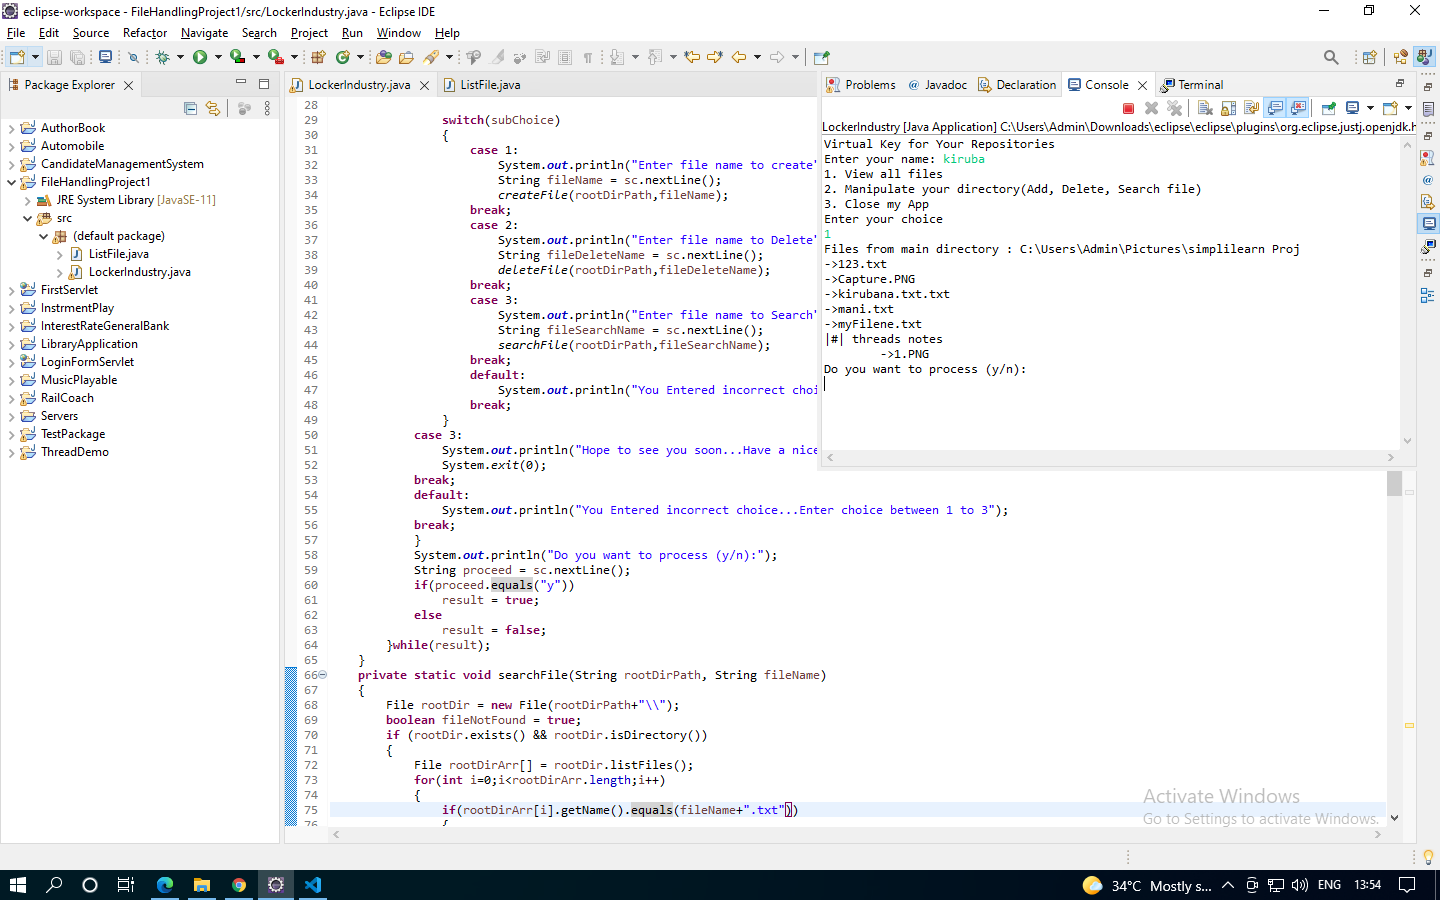 eclipse-workspace - FileHandlingProject1/src/LockerIndustry.java - Eclipse IDE
File Edit Source Refactor Navigate Search Project Run Window Help
Package Explorer
AuthorBook
Automobile
CandidateManagementSystem
FileHandlingProject1
JRE System Library [JavaSE-11]
src
(default package)
ListFile.java
LockerIndustry.java
FirstServlet
InstrmentPlay
InterestRateGeneralBank
LibraryApplication
LoginFormServlet
MusicPlayable
RailCoach
Servers
TestPackage
ThreadDemo
LockerIndustry.java ListFile.java
28
29 switch(subChoice)
30 {
31 case 1:
32 System.out.println("Enter file name to create"
33 String fileName = sc.nextLine();
34 createFile(rootDirPath,fileName);
35 break;
36 case 2:
37 System.out.println("Enter file name to Delete"
38 String fileDeleteName = sc.nextLine();
39 deleteFile(rootDirPath,fileDeleteName);
40 break;
41 case 3:
42 System.out.println("Enter file name to Search"
43 String fileSearchName = sc.nextLine();
44 searchFile(rootDirPath,fileSearchName);
45 break;
46 default:
47 System.out.println("You Entered incorrect choi
48 break;
49 }
50 case 3:
51 System.out.println("Hope to see you soon...Have a nice
52 System.exit(0);
53 break;
54 default:
55 System.out.println("You Entered incorrect choice...Enter choice between 1 to 3");
56 break;
57 }
58 System.out.println("Do you want to process (y/n):");
59 String proceed = sc.nextLine();
60 if(proceed.equals("y"))
61 result = true;
62 else
63 result = false;
64 }while(result);
65 }
66 private static void searchFile(String rootDirPath, String fileName)
67 {
68 File rootDir = new File(rootDirPath+"\\");
69 boolean fileNotFound = true;
70 if (rootDir.exists() && rootDir.isDirectory())
71 {
72 File rootDirArr[] = rootDir.listFiles();
73 for(int i=0;i<rootDirArr.length;i++)
74 {
75 if(rootDirArr[i].getName().equals(fileName+".txt"))
76 {
Problems Javadoc Declaration Console Terminal
LockerIndustry [Java Application] C:\Users\Admin\Downloads\eclipse\eclipse\plugins\org.eclipse.justj.openjdk.h
Virtual Key for Your Repositories
Enter your name: kiruba
1. View all files
2. Manipulate your directory(Add, Delete, Search file)
3. Close my App
Enter your choice
1
Files from main directory : C:\Users\Admin\Pictures\simplilearn Proj
->123.txt
->Capture.PNG
->kirubana.txt.txt
->mani.txt
->myFilene.txt
|#| threads notes
->1.PNG
Do you want to process (y/n):
Activate Windows
Go to Settings to activate Windows.
34°C Mostly s... ENG 13:54